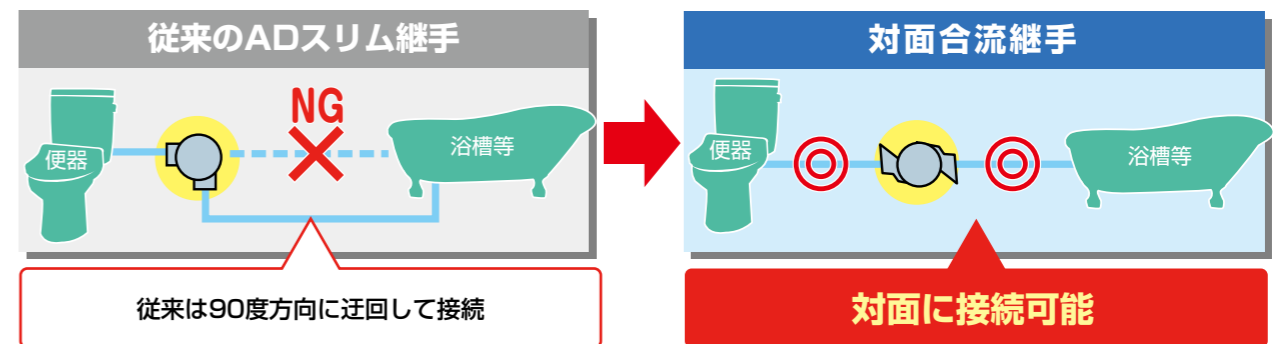 従来のADスリム継手
便器
NG
浴槽等
従来は90度方向に迂回して接続
対面合流継手
便器
浴槽等
対面に接続可能